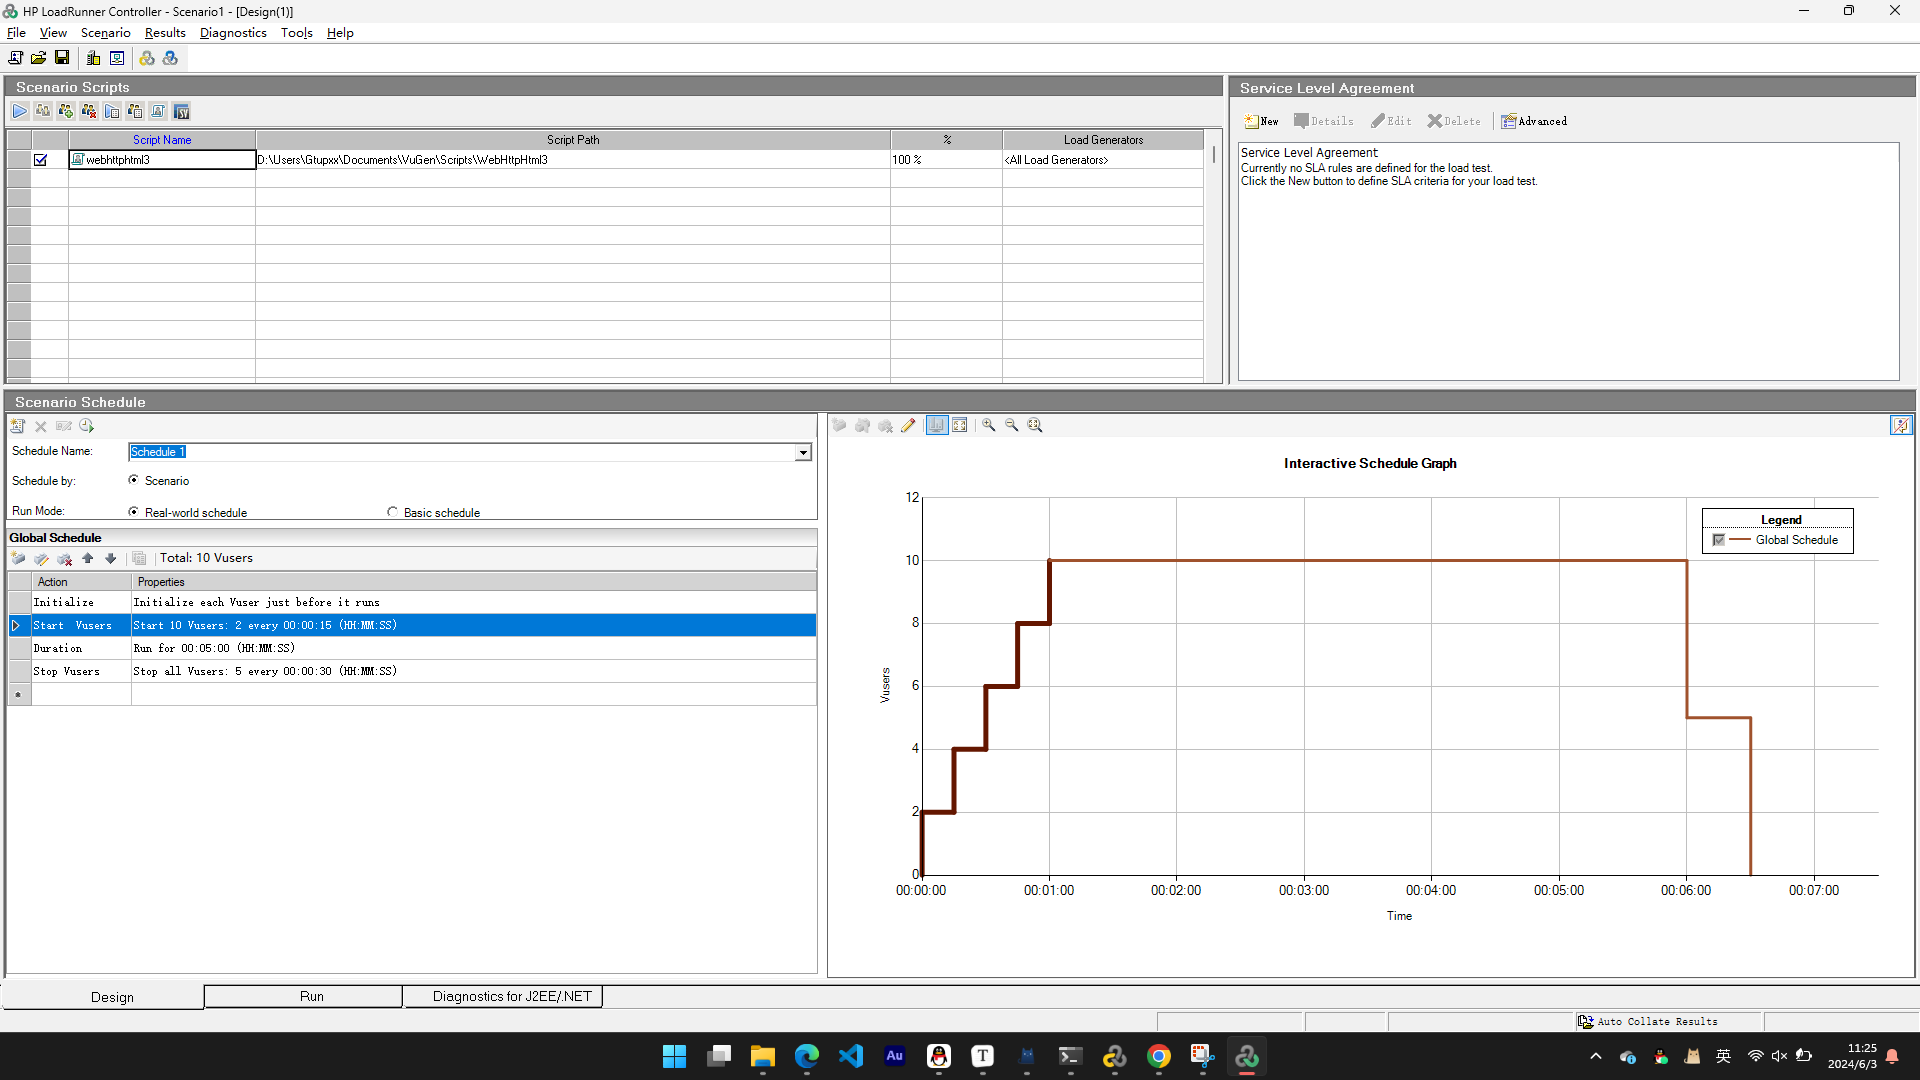 HP LoadRunner Controller - Scenario1 - [Design(1)]
File View Scenario Results Diagnostics Tools Help
Scenario Scripts
Script Name Script Path % Load Generators
webhttphtml3 D:\Users\Gtupxx\Documents\VuGen\Scripts\WebHttpHtml3 100 % <All Load Generators>
Service Level Agreement
New Details Edit Delete Advanced
Service Level Agreement
Currently no SLA rules are defined for the load test.
Click the New button to define SLA criteria for your load test.
Scenario Schedule
Schedule Name: Schedule 1
Schedule by: Scenario
Run Mode: Real-world schedule Basic schedule
Global Schedule
Total: 10 Vusers
Action Properties
Initialize Initialize each Vuser just before it runs
Start Vusers Start 10 Vusers: 2 every 00:00:15 (HH:MM:SS)
Duration Run for 00:05:00 (HH:MM:SS)
Stop Vusers Stop all Vusers: 5 every 00:00:30 (HH:MM:SS)
*
Interactive Schedule Graph
Legend
Global Schedule
12
10
8
6
4
2
0
Vusers
00:00:00 00:01:00 00:02:00 00:03:00 00:04:00 00:05:00 00:06:00 00:07:00
Time
Design Run Diagnostics for J2EE/.NET
Auto Collate Results
Au T 英
11:25
2024/6/3